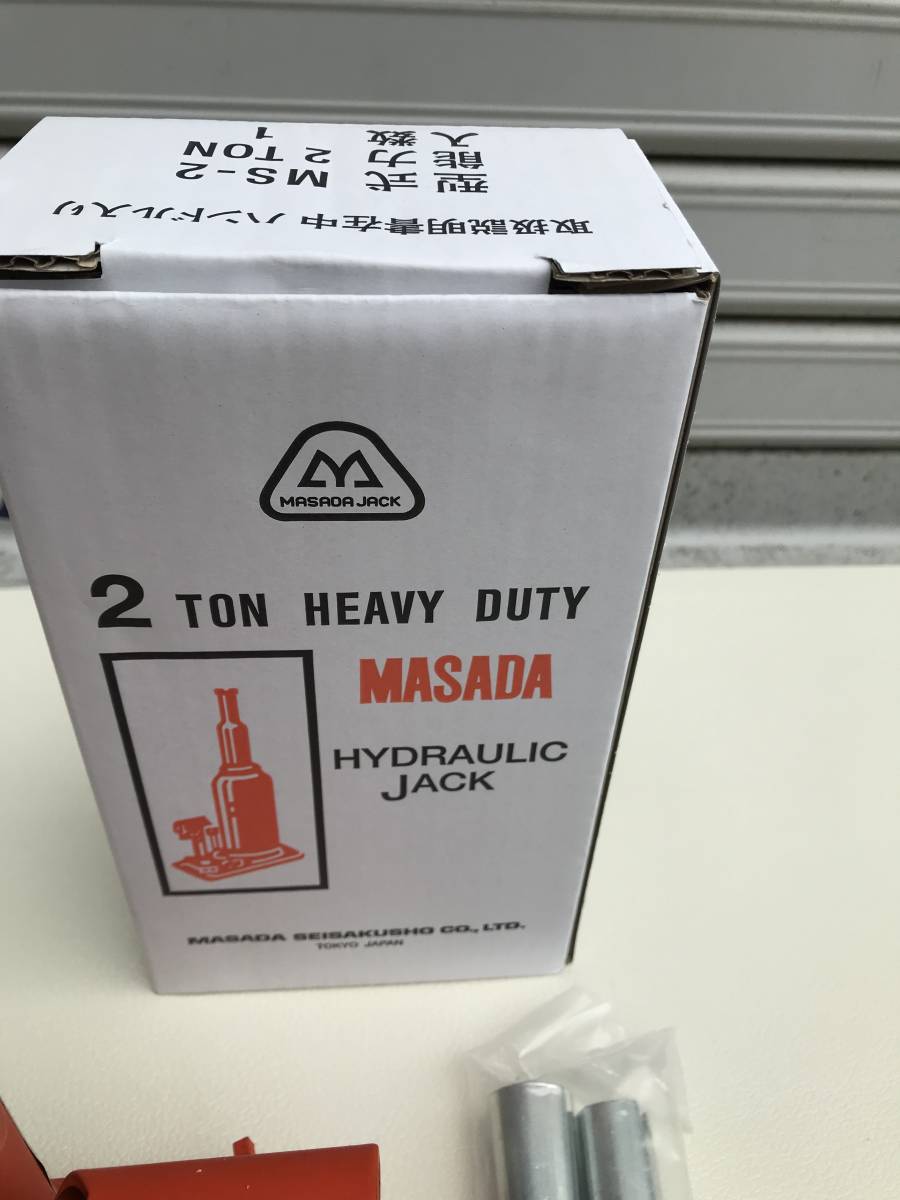 取扱説明書在中 ハンドル入り
型式 MS-2
能力 2 TON
入数 1
MASADA JACK
2 TON HEAVY DUTY
MASADA
HYDRAULIC
JACK
MASADA SEISAKUSHO CO., LTD.
TOKYO JAPAN